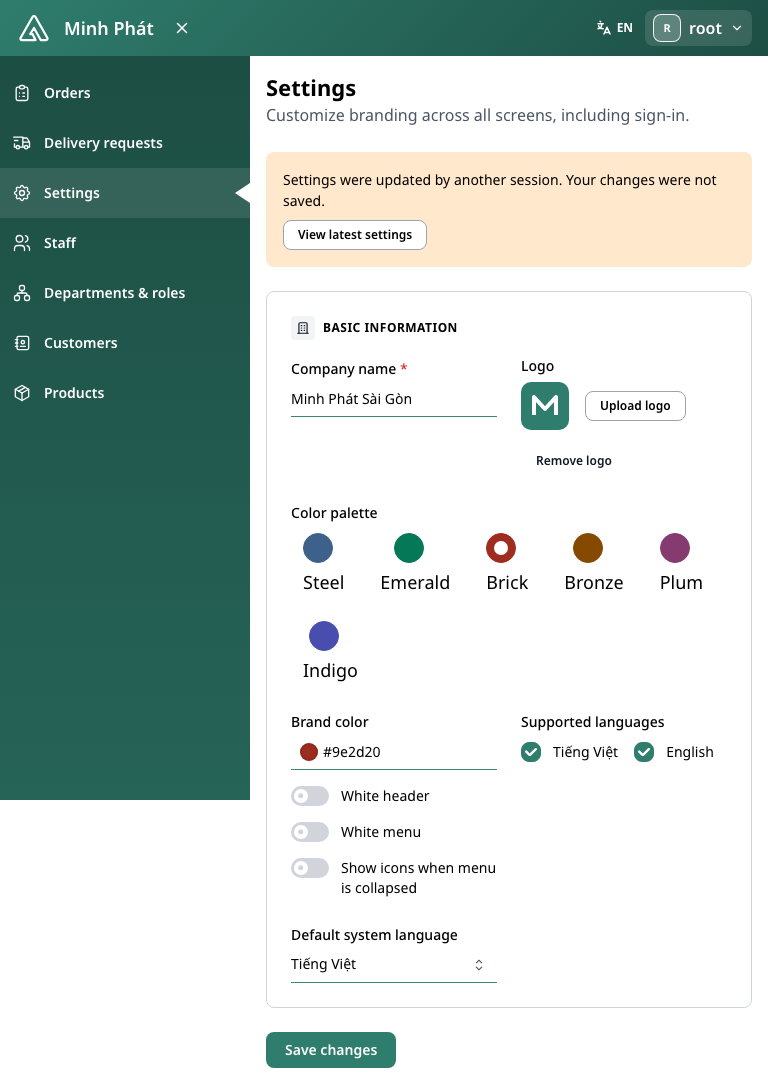 Minh Phát
EN
R
root
Orders
Delivery requests
Settings
Staff
Departments & roles
Customers
Products
Settings
Customize branding across all screens, including sign-in.
Settings were updated by another session. Your changes were not
saved.
View latest settings
BASIC INFORMATION
Company name *
Minh Phát Sài Gòn
Logo
Upload logo
Remove logo
Color palette
Steel
Emerald
Brick
Bronze
Plum
Indigo
Brand color
#9e2d20
Supported languages
Tiếng Việt
English
White header
White menu
Show icons when menu
is collapsed
Default system language
Tiếng Việt
Save changes